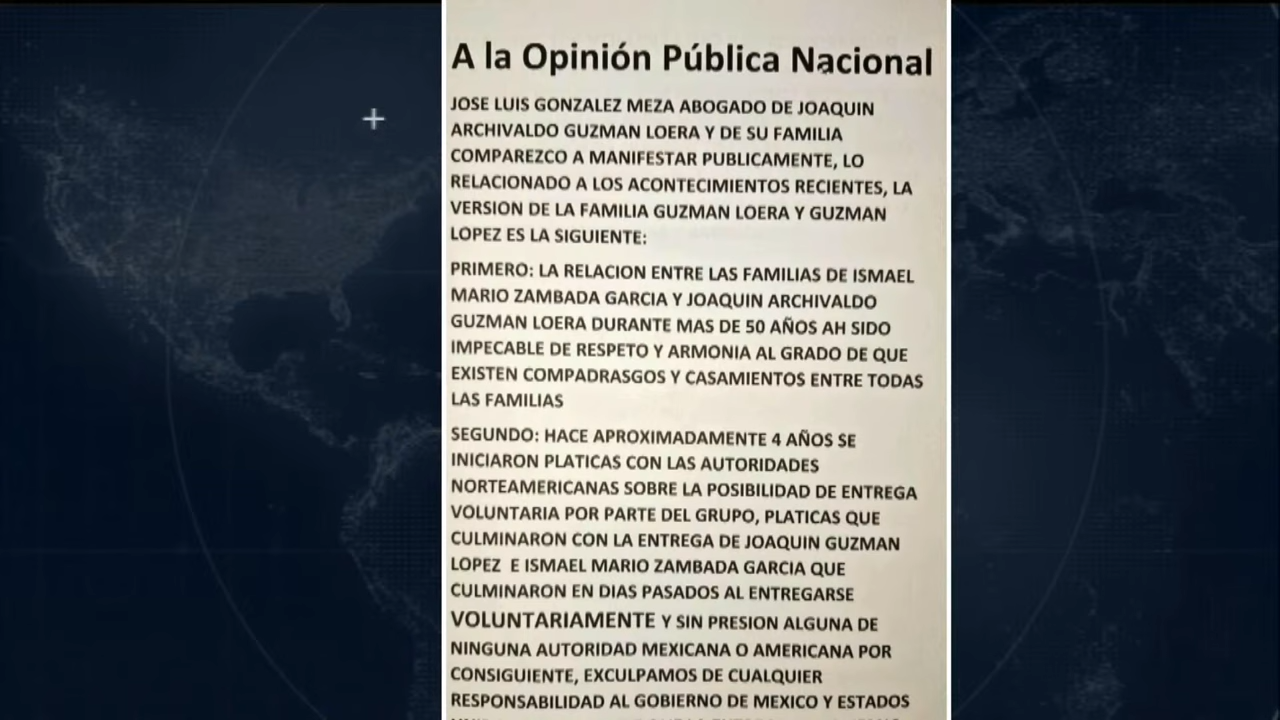 A la Opinión Pública Nacional
JOSE LUIS GONZALEZ MEZA ABOGADO DE JOAQUIN
ARCHIVALDO GUZMAN LOERA Y DE SU FAMILIA
COMPAREZCO A MANIFESTAR PUBLICAMENTE, LO
RELACIONADO A LOS ACONTECIMIENTOS RECIENTES, LA
VERSION DE LA FAMILIA GUZMAN LOERA Y GUZMAN
LOPEZ ES LA SIGUIENTE:
PRIMERO: LA RELACION ENTRE LAS FAMILIAS DE ISMAEL
MARIO ZAMBADA GARCIA Y JOAQUIN ARCHIVALDO
GUZMAN LOERA DURANTE MAS DE 50 AÑOS AH SIDO
IMPECABLE DE RESPETO Y ARMONIA AL GRADO DE QUE
EXISTEN COMPADRASGOS Y CASAMIENTOS ENTRE TODAS
LAS FAMILIAS
SEGUNDO: HACE APROXIMADAMENTE 4 AÑOS SE
INICIARON PLATICAS CON LAS AUTORIDADES
NORTEAMERICANAS SOBRE LA POSIBILIDAD DE ENTREGA
VOLUNTARIA POR PARTE DEL GRUPO, PLATICAS QUE
CULMINARON CON LA ENTREGA DE JOAQUIN GUZMAN
LOPEZ E ISMAEL MARIO ZAMBADA GARCIA QUE
CULMINARON EN DIAS PASADOS AL ENTREGARSE
VOLUNTARIAMENTE Y SIN PRESION ALGUNA DE
NINGUNA AUTORIDAD MEXICANA O AMERICANA POR
CONSIGUIENTE, EXCULPAMOS DE CUALQUIER
RESPONSABILIDAD AL GOBIERNO DE MEXICO Y ESTADOS